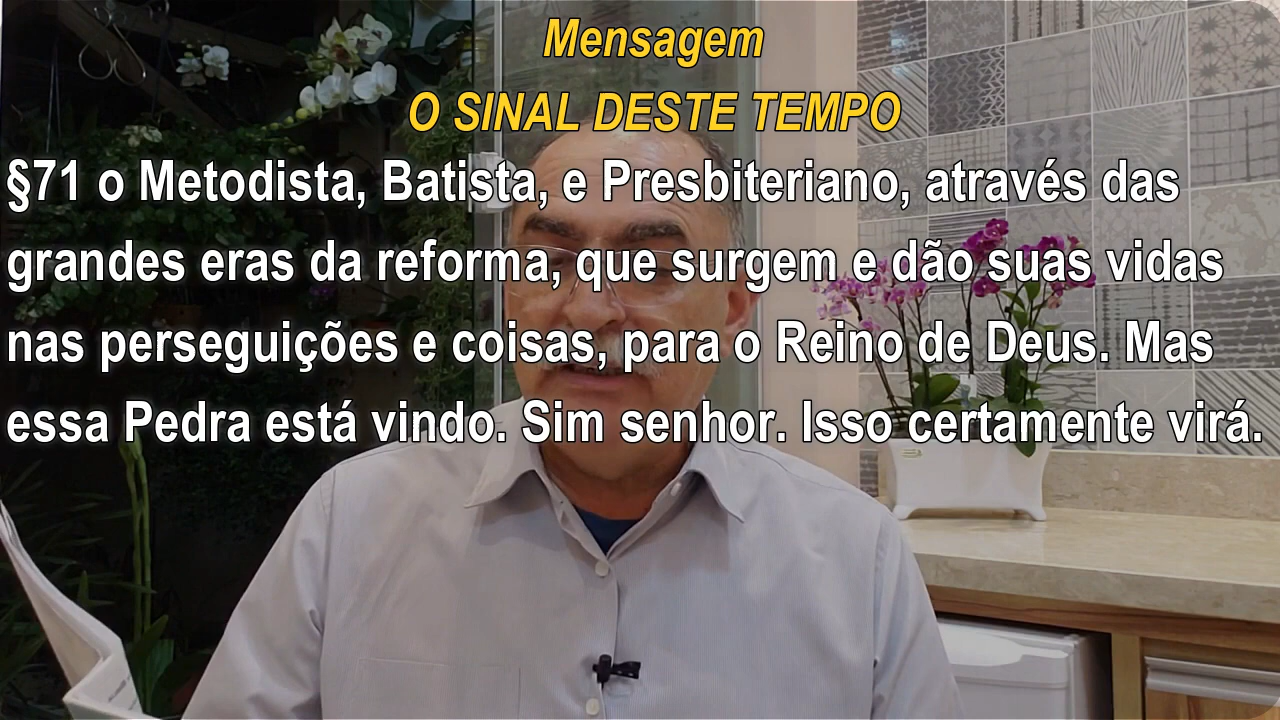 Mensagem
O SINAL DESTE TEMPO
§71 o Metodista, Batista, e Presbiteriano, através das
grandes eras da reforma, que surgem e dão suas vidas
nas perseguições e coisas, para o Reino de Deus. Mas
essa Pedra está vindo. Sim senhor. Isso certamente virá.